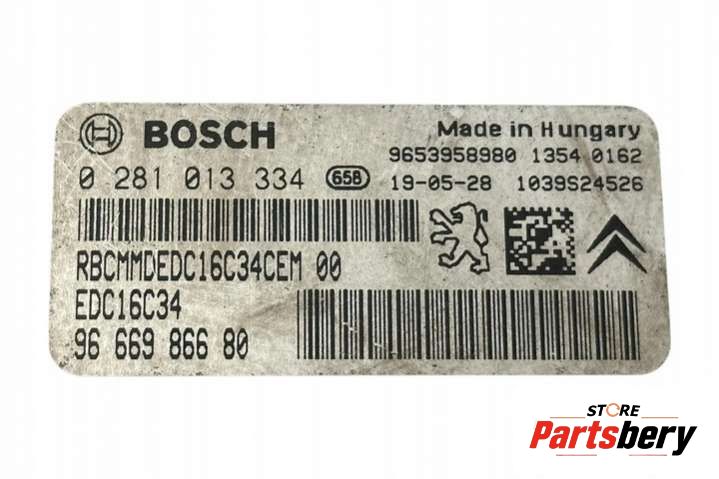 BOSCH
Made in Hungary
9653958980 1354 0162
0 281 013 334 658 19-05-28 1039S24526
RBCMMDEDC16C34CEM 00
EDC16C34
96 669 866 80
STORE
Partsbery